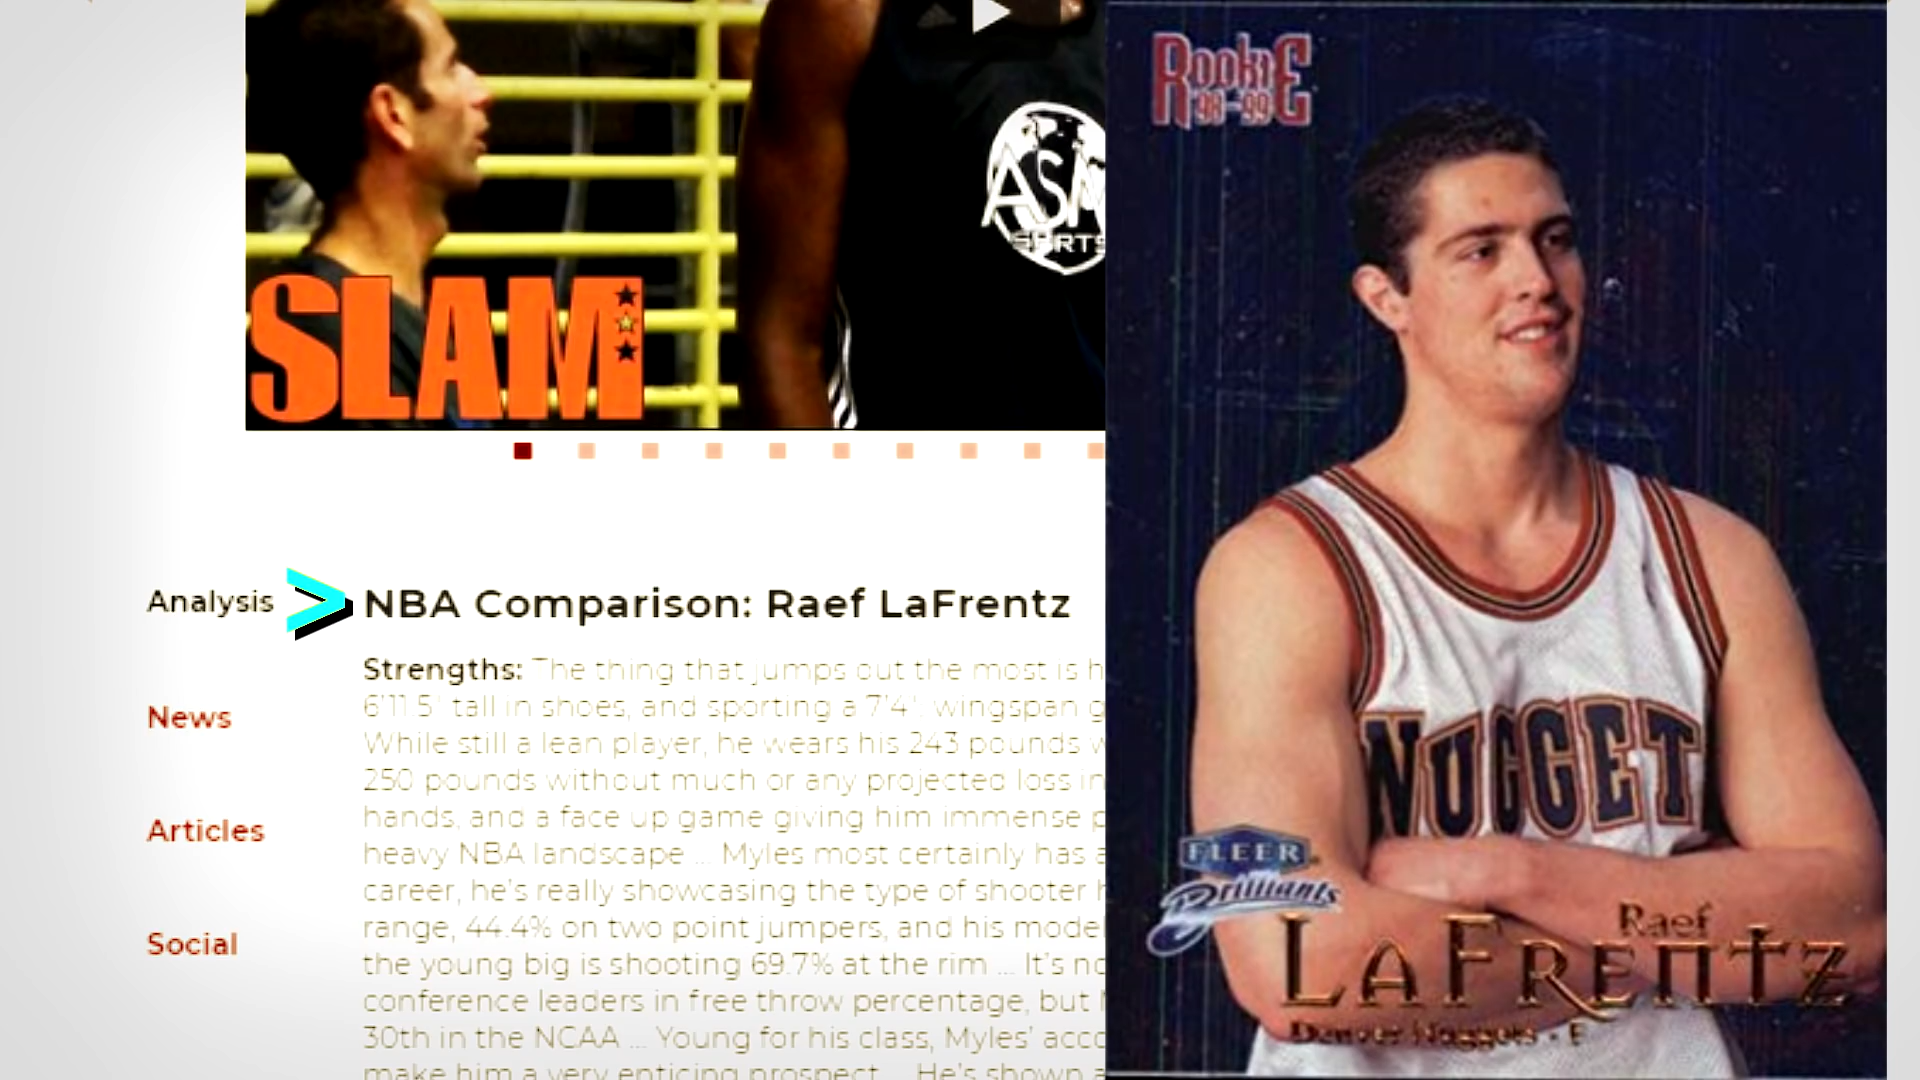 SLAM
ASM
SPORTS
Analysis
News
Articles
Social
> NBA Comparison: Raef LaFrentz
Strengths: The thing that jumps out the most is h
6'11.5" tall in shoes, and sporting a 7'4", wingspan g
While still a lean player, he wears his 243 pounds w
250 pounds without much or any projected loss in
hands, and a face up game giving him immense p
heavy NBA landscape ... Myles most certainly has a
career, he's really showcasing the type of shooter h
range, 44.4% on two point jumpers, and his model
the young big is shooting 69.7% at the rim ... It's no
conference leaders in free throw percentage, but
30th in the NCAA ... Young for his class, Myles' acco
make him a very enticing prospect ... He's shown a
RookiE
'98-99
NUGGET
FLEER
Brilliants
Raef
LaFrentz
Denver Nuggets • F